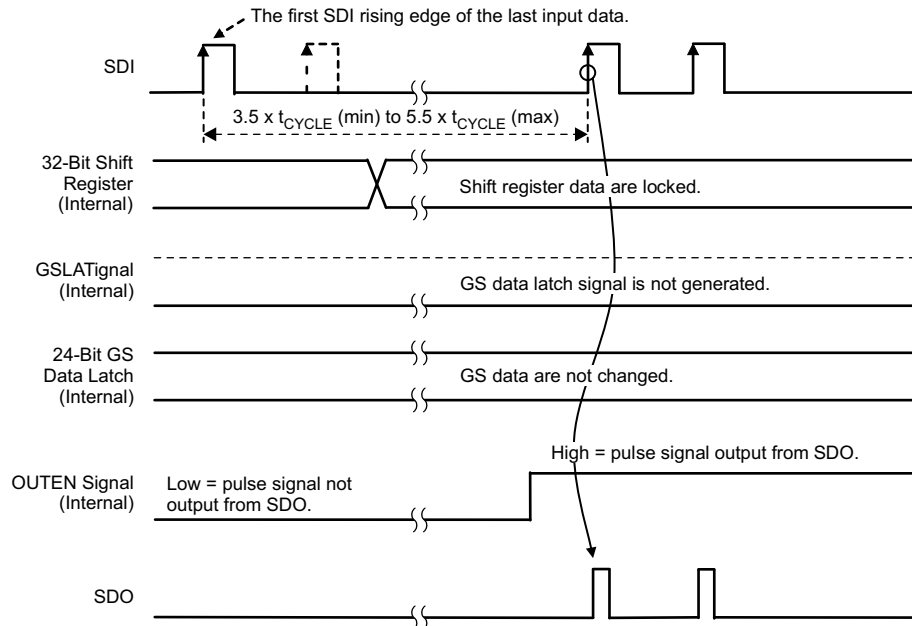 The first SDI rising edge of the last input data.
SDI
3.5 x tCYCLE (min) to 5.5 x tCYCLE (max)
32-Bit Shift
Register
(Internal)
Shift register data are locked.
GSLATignal
(Internal)
GS data latch signal is not generated.
24-Bit GS
Data Latch
(Internal)
GS data are not changed.
OUTEN Signal
(Internal)
Low = pulse signal not
output from SDO.
High = pulse signal output from SDO.
SDO